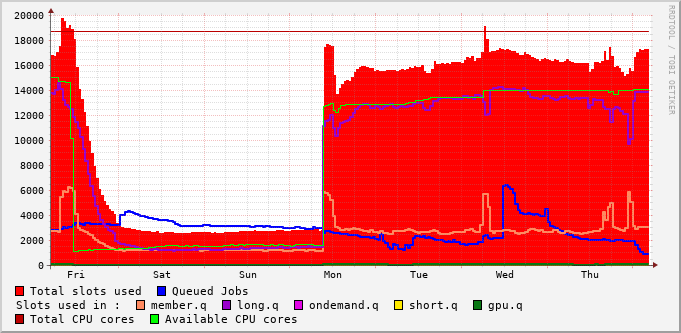 20000
18000
16000
14000
12000
10000
8000
6000
4000
2000
0
Fri Sat Sun Mon Tue Wed Thu
Total slots used Queued Jobs
Slots used in : member.q long.q ondemand.q short.q gpu.q
Total CPU cores Available CPU cores
RRDTOOL / TOBI OETIKER